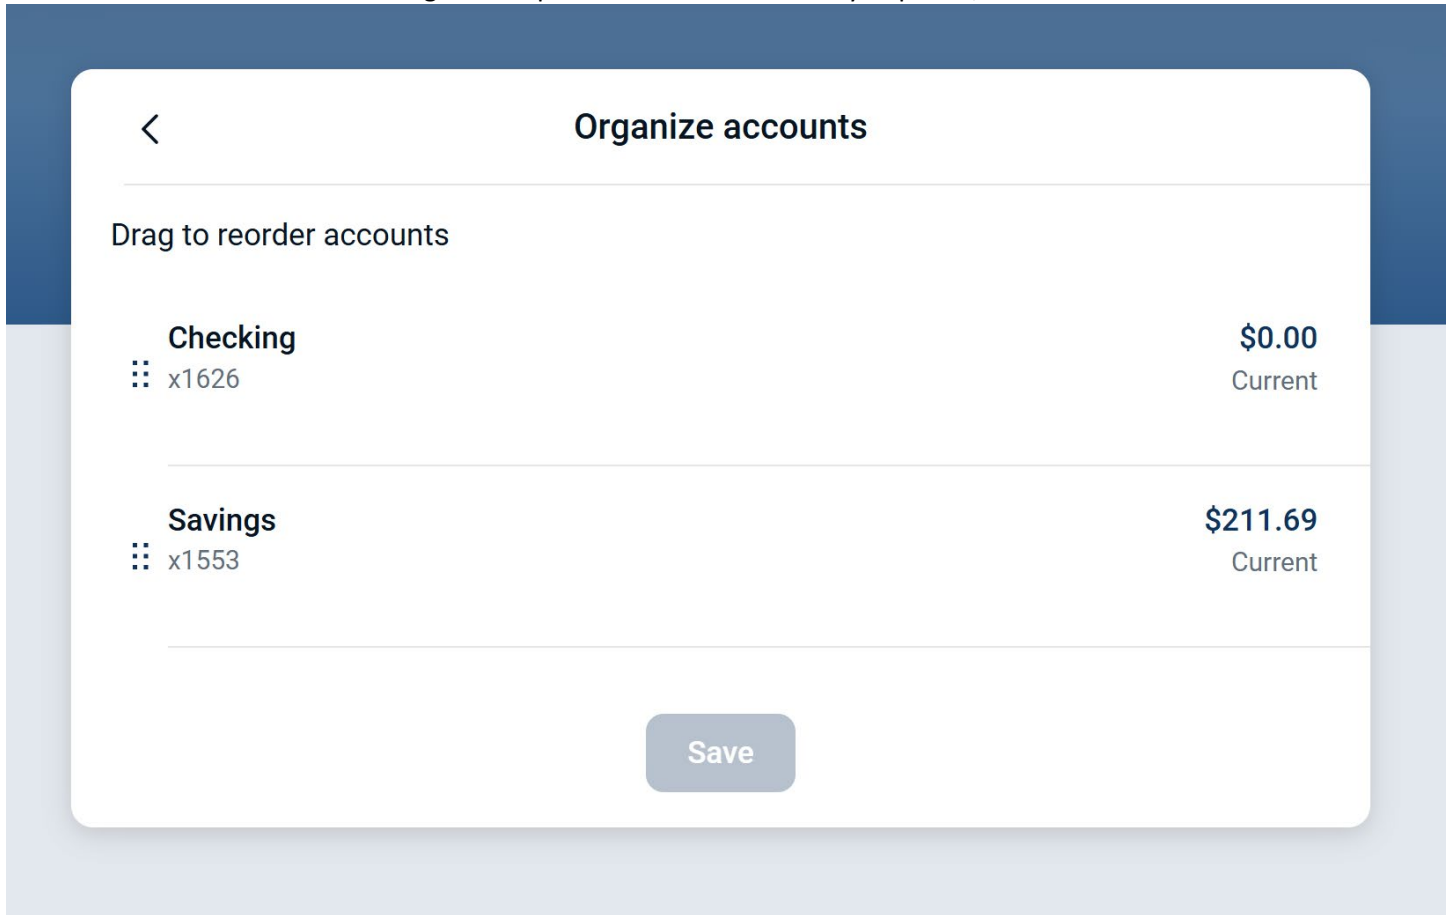 Organize accounts
Drag to reorder accounts
Checking
$0.00
x1626
Current
Savings
$211.69
x1553
Current
Save